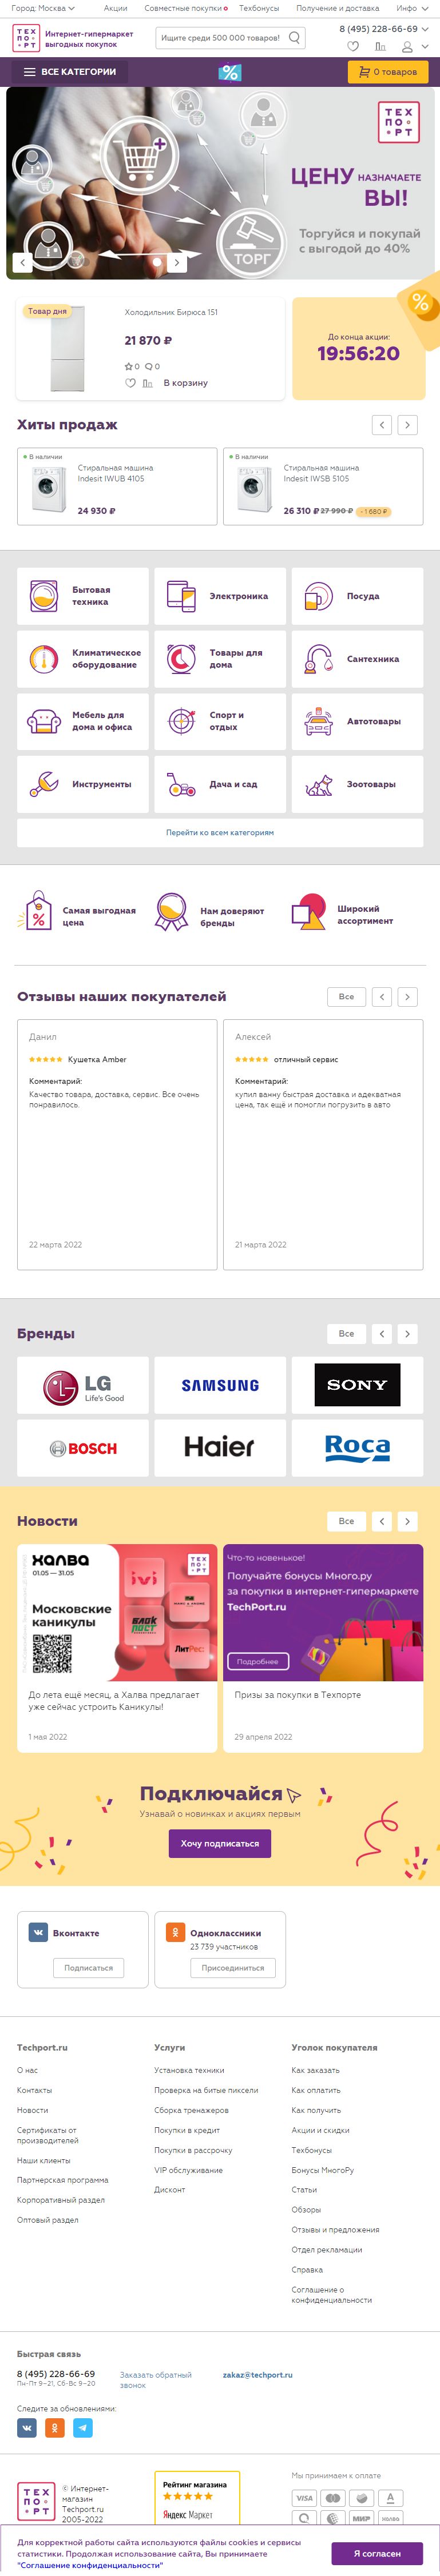 Город: Москва
Акции
Совместные покупки
Техбонусы
Получение и доставка
Инфо
ТЕХ
ПО
РТ
Интернет-гипермаркет
выгодных покупок
Ищите среди 500 000 товаров!
8 (495) 228-66-69
ВСЕ КАТЕГОРИИ
%
0 товаров
ТЕХ
ПО
РТ
ЦЕНУ НАЗНАЧАЕТЕ
ВЫ!
Торгуйся и покупай
с выгодой до 40%
ТОРГ
Товар дня
Холодильник Бирюса 151
21 870 ₽
0
0
В корзину
%
До конца акции:
19:56:20
Хиты продаж
В наличии
Стиральная машина
Indesit IWUB 4105
24 930 ₽
В наличии
Стиральная машина
Indesit IWSB 5105
26 310 ₽ 27 990 ₽ - 1 680 ₽
Бытовая
техника
Электроника
Посуда
Климатическое
оборудование
Товары для
дома
Сантехника
Мебель для
дома и офиса
Спорт и
отдых
Автотовары
Инструменты
Дача и сад
Зоотовары
Перейти ко всем категориям
Самая выгодная
цена
Нам доверяют
бренды
Широкий
ассортимент
Отзывы наших покупателей
Все
Данил
Кушетка Amber
Комментарий:
Качество товара, доставка, сервис. Все очень
понравилось.
22 марта 2022
Алексей
отличный сервис
Комментарий:
купил ванну быстрая доставка и адекватная
цена, так ещё и помогли погрузить в авто
21 марта 2022
Бренды
Все
LG
Life's Good
SAMSUNG
SONY
BOSCH
Haier
Roca
Новости
Все
халва
01.05 — 31.05
Московские
каникулы
ТЕХ
ПО
РТ
БЛОК
ПОСТ
ЛитРес
До лета ещё месяц, а Халва предлагает
уже сейчас устроить Каникулы!
1 мая 2022
Что-то новенькое!
Получайте бонусы Много.ру
за покупки в интернет-гипермаркете
TechPort.ru
Подробнее
Призы за покупки в Техпорте
29 апреля 2022
Подключайся
Узнавай о новинках и акциях первым
Хочу подписаться
Вконтакте
Подписаться
Одноклассники
23 739 участников
Присоединиться
Techport.ru
О нас
Контакты
Новости
Сертификаты от
производителей
Наши клиенты
Партнерская программа
Корпоративный раздел
Оптовый раздел
Услуги
Установка техники
Проверка на битые пиксели
Сборка тренажеров
Покупки в кредит
Покупки в рассрочку
VIP обслуживание
Дисконт
Уголок покупателя
Как заказать
Как оплатить
Как получить
Акции и скидки
Техбонусы
Бонусы МногоРу
Статьи
Обзоры
Отзывы и предложения
Отдел рекламации
Справка
Соглашение о
конфиденциальности
Быстрая связь
8 (495) 228-66-69
Пн-Пт 9–21, Сб-Вс 9–20
Заказать обратный
звонок
zakaz@techport.ru
Следите за обновлениями:
ТЕХ
ПО
РТ
© Интернет-
магазин
Techport.ru
2005-2022
Рейтинг магазина
Яндекс Маркет
Мы принимаем к оплате
VISA
МИР
халва
Для корректной работы сайта используются файлы cookies и сервисы
статистики. Продолжая использование сайта, Вы принимаете
"Соглашение конфиденциальности"
Я согласен